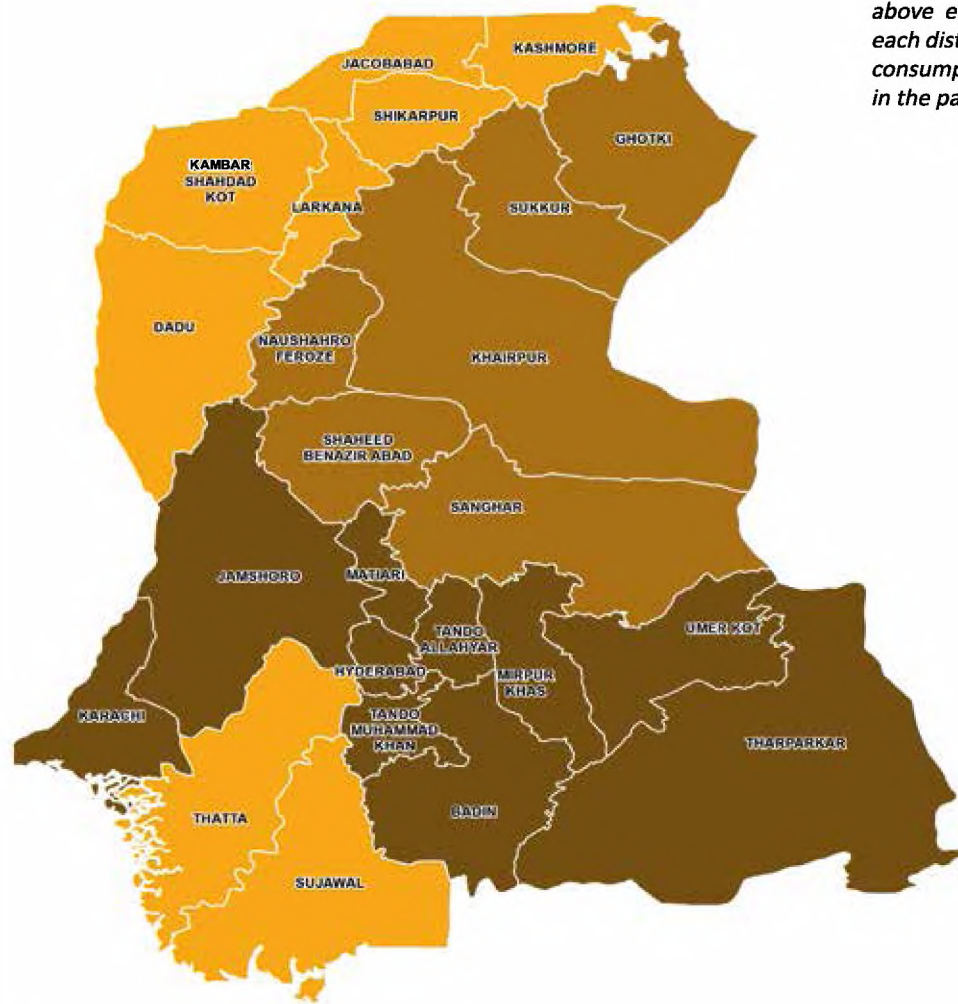 above e
each dist
consump
in the pa
KASHMORE
JACOBABAD
SHIKARPUR
GHOTKI
KAMBAR
SHAHDAD
KOT
LARKANA
SUKKUR
DADU
NAUSHAHRO
FEROZE
KHAIRPUR
SHAHEED
BENAZIR ABAD
SANGHAR
JAMSHORO
MATIARI
UMER KOT
TANDO
ALLAHYAR
HYDERABAD
MIRPUR
KHAS
KARACHI
TANDO
MUHAMMAD
KHAN
THARPARKAR
THATTA
BADIN
SUJAWAL